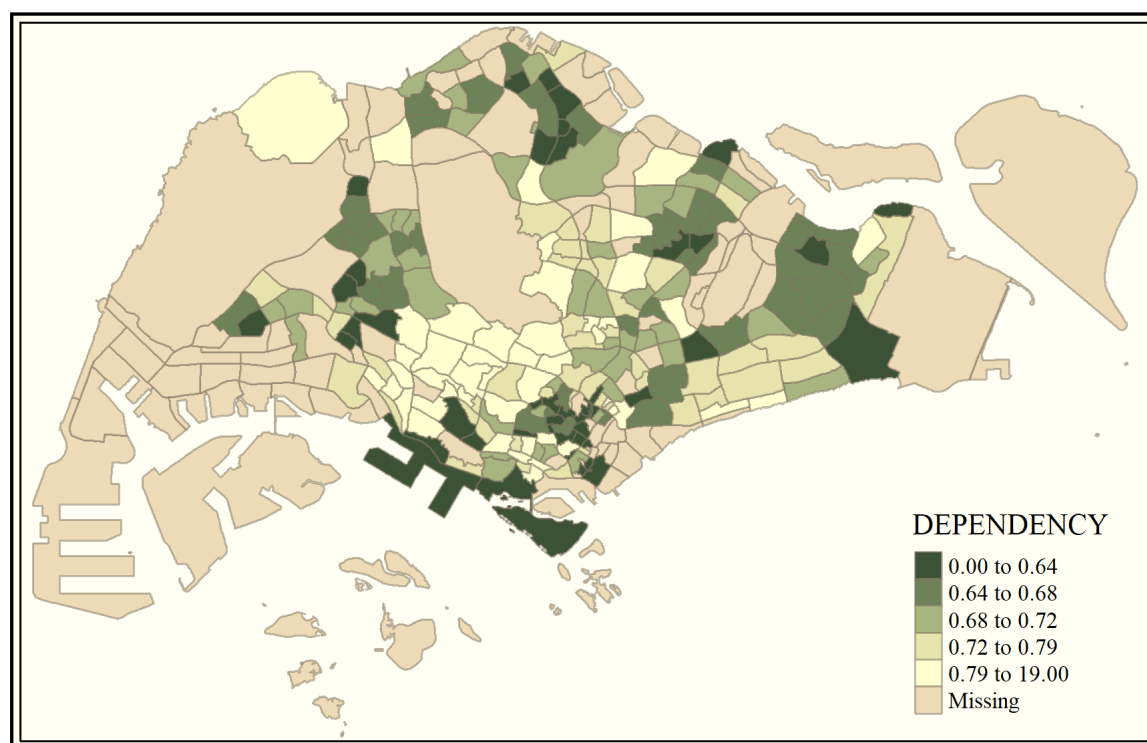 DEPENDENCY
0.00 to 0.64
0.64 to 0.68
0.68 to 0.72
0.72 to 0.79
0.79 to 19.00
Missing